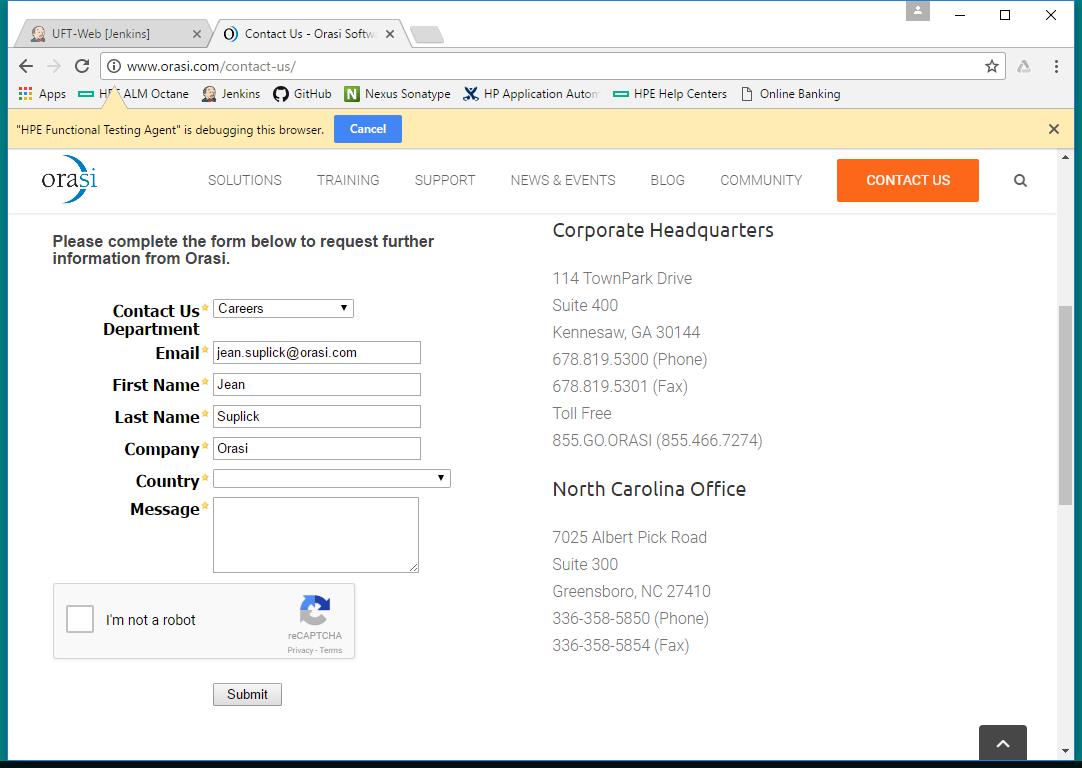 UFT-Web [Jenkins]
Contact Us - Orasi Softw
www.orasi.com/contact-us/
Apps
HPE ALM Octane
Jenkins
GitHub
Nexus Sonatype
HP Application Autom
HPE Help Centers
Online Banking
"HPE Functional Testing Agent" is debugging this browser.
Cancel
orasi
SOLUTIONS
TRAINING
SUPPORT
NEWS & EVENTS
BLOG
COMMUNITY
CONTACT US
Please complete the form below to request further
information from Orasi.
Contact Us
Department
Careers
Email
jean.suplick@orasi.com
First Name
Jean
Last Name
Suplick
Company
Orasi
Country
Message
I'm not a robot
reCAPTCHA
Privacy - Terms
Submit
Corporate Headquarters
114 TownPark Drive
Suite 400
Kennesaw, GA 30144
678.819.5300 (Phone)
678.819.5301 (Fax)
Toll Free
855.GO.ORASI (855.466.7274)
North Carolina Office
7025 Albert Pick Road
Suite 300
Greensboro, NC 27410
336-358-5850 (Phone)
336-358-5854 (Fax)